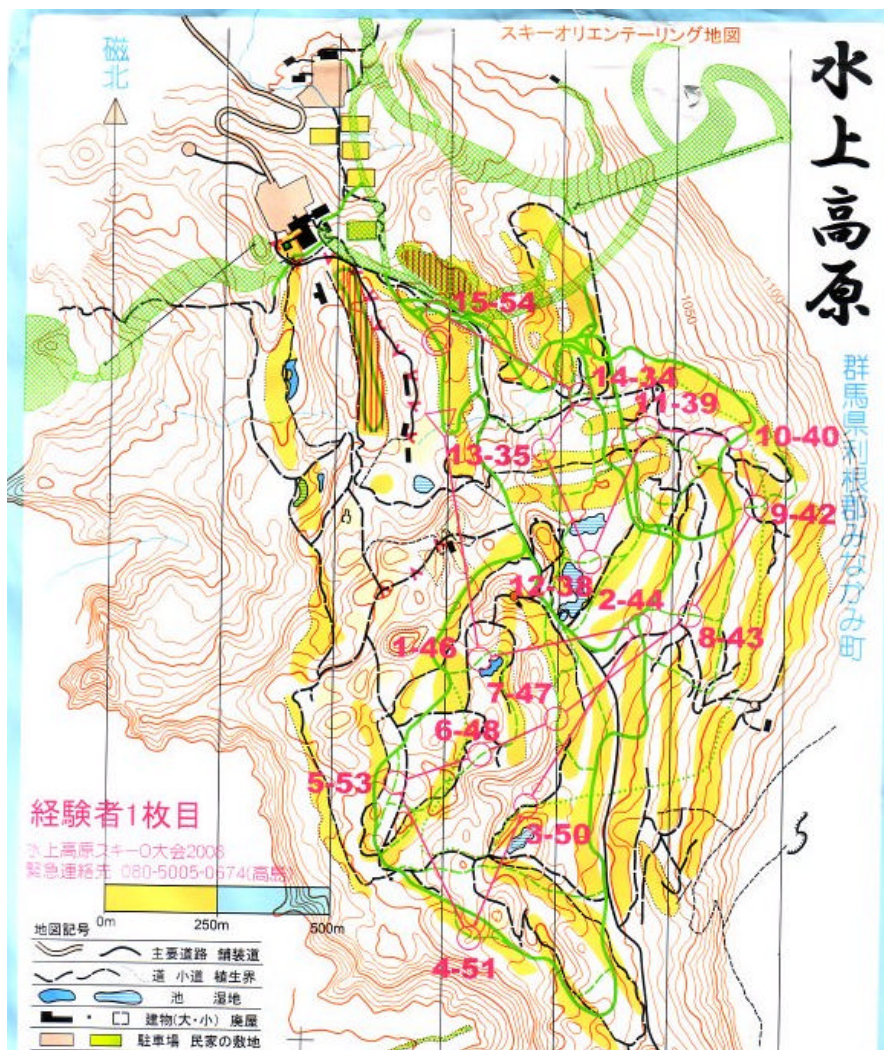 スキーオリエンテーリング地図
水上高原
磁北
群馬県利根郡みなかみ町
1100
1050
15-54
14-34
11-39
13-35
10-40
9-42
12-38
2-44
8-43
1-46
7-47
6-48
5-53
3-50
4-51
5
経験者1枚目
水上高原スキーO大会2008
緊急連絡先 080-5005-0674(高島)
0m 250m 500m
地図記号
主要道路 舗装道
道 小道 植生界
池 湿地
建物(大・小) 廃屋
駐車場 民家の敷地